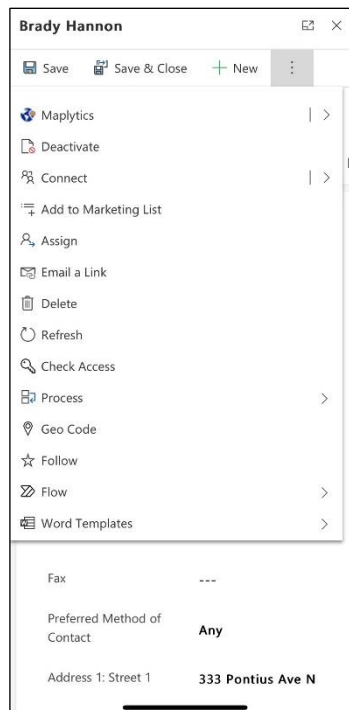 Brady Hannon
Save
Save & Close
New
Maplytics
Deactivate
Connect
Add to Marketing List
Assign
Email a Link
Delete
Refresh
Check Access
Process
Geo Code
Follow
Flow
Word Templates
Fax
---
Preferred Method of
Contact
Any
Address 1: Street 1
333 Pontius Ave N